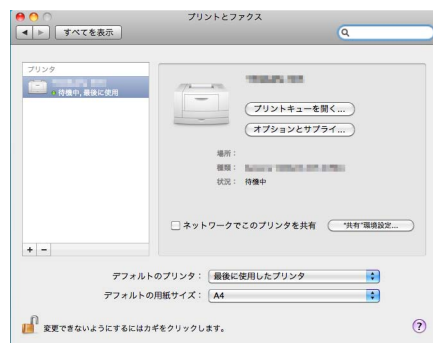 プリントとファクス
すべてを表示
プリンタ
待機中, 最後に使用
プリントキューを開く...
オプションとサプライ...
場所：
種類：
状況： 待機中
ネットワークでこのプリンタを共有
"共有"環境設定...
+ −
デフォルトのプリンタ： 最後に使用したプリンタ
デフォルトの用紙サイズ： A4
変更できないようにするにはカギをクリックします。
?